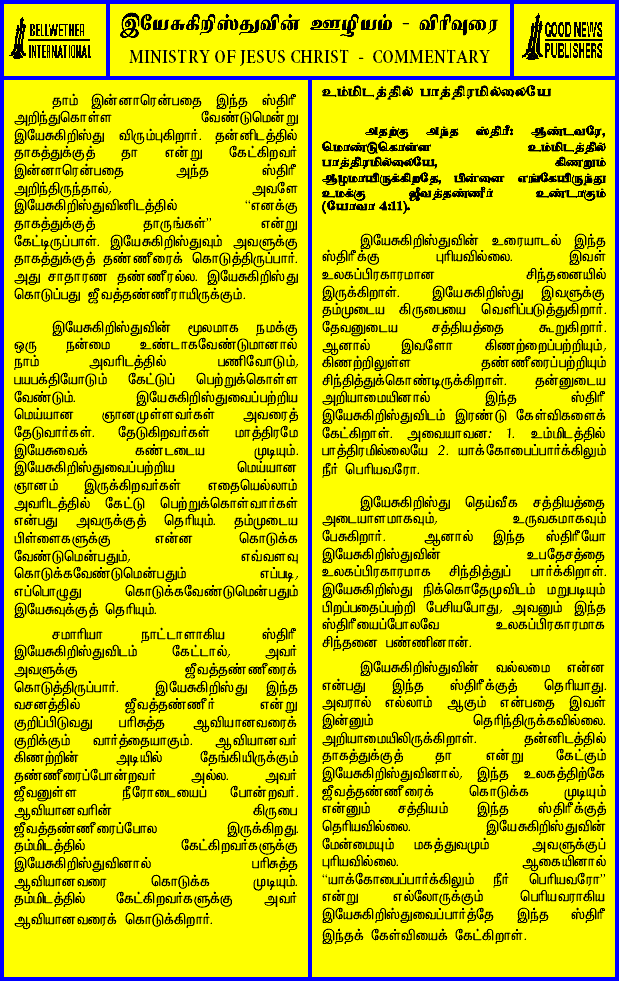 BELLWETHER
INTERNATIONAL
இயேசுகிறிஸ்துவின் ஊழியம் - விரிவுரை
MINISTRY OF JESUS CHRIST - COMMENTARY
GOOD NEWS
PUBLISHERS
தாம் இன்னாரென்பதை இந்த ஸ்திரீ
அறிந்துகொள்ள வேண்டுமென்று
இயேசுகிறிஸ்து விரும்புகிறார். தன்னிடத்தில்
தாகத்துக்குத் தா என்று கேட்கிறவர்
இன்னாரென்பதை அந்த ஸ்திரீ
அறிந்திருந்தால், அவளே
இயேசுகிறிஸ்துவினிடத்தில் “எனக்கு
தாகத்துக்குத் தாருங்கள்” என்று
கேட்டிருப்பாள். இயேசுகிறிஸ்துவும் அவளுக்கு
தாகத்துக்குத் தண்ணீரைக் கொடுத்திருப்பார்.
அது சாதாரண தண்ணீரல்ல. இயேசுகிறிஸ்து
கொடுப்பது ஜீவத்தண்ணீராயிருக்கும்.
இயேசுகிறிஸ்துவின் மூலமாக நமக்கு
ஒரு நன்மை உண்டாகவேண்டுமானால்
நாம் அவரிடத்தில் பணிவோடும்,
பயபக்தியோடும் கேட்டுப் பெற்றுக்கொள்ள
வேண்டும். இயேசுகிறிஸ்துவைப்பற்றிய
மெய்யான ஞானமுள்ளவர்கள் அவரைத்
தேடுவார்கள். தேடுகிறவர்கள் மாத்திரமே
இயேசுவைக் கண்டடைய முடியும்.
இயேசுகிறிஸ்துவைப்பற்றிய மெய்யான
ஞானம் இருக்கிறவர்கள் எதையெல்லாம்
அவரிடத்தில் கேட்டு பெற்றுக்கொள்வார்கள்
என்பது அவருக்குத் தெரியும். தம்முடைய
பிள்ளைகளுக்கு என்ன கொடுக்க
வேண்டுமென்பதும், எவ்வளவு
கொடுக்கவேண்டுமென்பதும் எப்படி,
எப்பொழுது கொடுக்கவேண்டுமென்பதும்
இயேசுவுக்குத் தெரியும்.
சமாரியா நாட்டாளாகிய ஸ்திரீ
இயேசுகிறிஸ்துவிடம் கேட்டால், அவர்
அவளுக்கு ஜீவத்தண்ணீரைக்
கொடுத்திருப்பார். இயேசுகிறிஸ்து இந்த
வசனத்தில் ஜீவத்தண்ணீர் என்று
குறிப்பிடுவது பரிசுத்த ஆவியானவரைக்
குறிக்கும் வார்த்தையாகும். ஆவியானவர்
கிணற்றின் அடியில் தேங்கியிருக்கும்
தண்ணீரைப்போன்றவர் அல்ல. அவர்
ஜீவனுள்ள நீரோடையைப் போன்றவர்.
ஆவியானவரின் கிருபை
ஜீவத்தண்ணீரைப்போல இருக்கிறது.
தம்மிடத்தில் கேட்கிறவர்களுக்கு
இயேசுகிறிஸ்துவினால் பரிசுத்த
ஆவியானவரை கொடுக்க முடியும்.
தம்மிடத்தில் கேட்கிறவர்களுக்கு அவர்
ஆவியானவரைக் கொடுக்கிறார்.
உம்மிடத்தில் பாத்திரமில்லையே
அதற்கு அந்த ஸ்திரீ: ஆண்டவரே,
மொண்டுகொள்ள உம்மிடத்தில்
பாத்திரமில்லையே, கிணறும்
ஆழமாயிருக்கிறதே, பின்னை எங்கேயிருந்து
உமக்கு ஜீவத்தண்ணீர் உண்டாகும்
(யோவா 4:11).
இயேசுகிறிஸ்துவின் உரையாடல் இந்த
ஸ்திரீக்கு புரியவில்லை. இவள்
உலகப்பிரகாரமான சிந்தனையில்
இருக்கிறாள். இயேசுகிறிஸ்து இவளுக்கு
தம்முடைய கிருபையை வெளிப்படுத்துகிறார்.
தேவனுடைய சத்தியத்தை கூறுகிறார்.
ஆனால் இவளோ கிணற்றைப்பற்றியும்,
கிணற்றிலுள்ள தண்ணீரைப்பற்றியும்
சிந்தித்துக்கொண்டிருக்கிறாள். தன்னுடைய
அறியாமையினால் இந்த ஸ்திரீ
இயேசுகிறிஸ்துவிடம் இரண்டு கேள்விகளைக்
கேட்கிறாள். அவையாவன: 1. உம்மிடத்தில்
பாத்திரமில்லையே 2. யாக்கோபைப்பார்க்கிலும்
நீர் பெரியவரோ.
இயேசுகிறிஸ்து தெய்வீக சத்தியத்தை
அடையாளமாகவும், உருவகமாகவும்
பேசுகிறார். ஆனால் இந்த ஸ்திரீயோ
இயேசுகிறிஸ்துவின் உபதேசத்தை
உலகப்பிரகாரமாக சிந்தித்துப் பார்க்கிறாள்.
இயேசுகிறிஸ்து நிக்கொதேமுவிடம் மறுபடியும்
பிறப்பதைப்பற்றி பேசியபோது, அவனும் இந்த
ஸ்திரீயைப்போலவே உலகப்பிரகாரமாக
சிந்தனை பண்ணினான்.
இயேசுகிறிஸ்துவின் வல்லமை என்ன
என்பது இந்த ஸ்திரீக்குத் தெரியாது.
அவரால் எல்லாம் ஆகும் என்பதை இவள்
இன்னும் தெரிந்திருக்கவில்லை.
அறியாமையிலிருக்கிறாள். தன்னிடத்தில்
தாகத்துக்குத் தா என்று கேட்கும்
இயேசுகிறிஸ்துவினால், இந்த உலகத்திற்கே
ஜீவத்தண்ணீரைக் கொடுக்க முடியும்
என்னும் சத்தியம் இந்த ஸ்திரீக்குத்
தெரியவில்லை. இயேசுகிறிஸ்துவின்
மேன்மையும் மகத்துவமும் அவளுக்குப்
புரியவில்லை. ஆகையினால்
“யாக்கோபைப்பார்க்கிலும் நீர் பெரியவரோ”
என்று எல்லோருக்கும் பெரியவராகிய
இயேசுகிறிஸ்துவைப்பார்த்தே இந்த ஸ்திரீ
இந்தக் கேள்வியைக் கேட்கிறாள்.